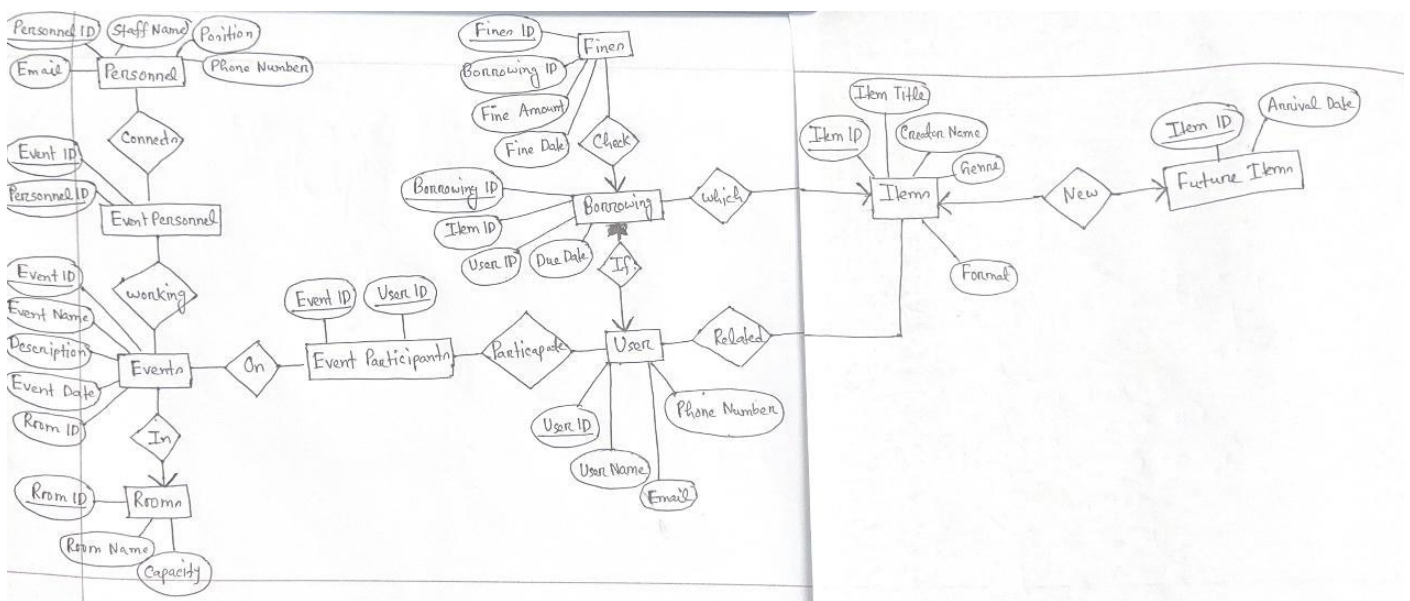 Personnel ID
Staff Name
Position
Email
Personnel
Phone Number
Connects
Event ID
Personnel ID
Event Personnel
Working
Event ID
Event Name
Description
Event Date
Room ID
Events
In
Room ID
Rooms
Room Name
Capacity
On
Event ID
User ID
Event Participants
Particapate
Fines ID
Fines
Borrowing ID
Fine Amount
Fine Date
Check
Borrowing ID
Item ID
User ID
Due Date
Borrowing
If
User
User ID
User Name
Email
Phone Number
Related
which
Item Title
Item ID
Creator Name
Genre
Items
Format
New
Item ID
Arrival Date
Future Items